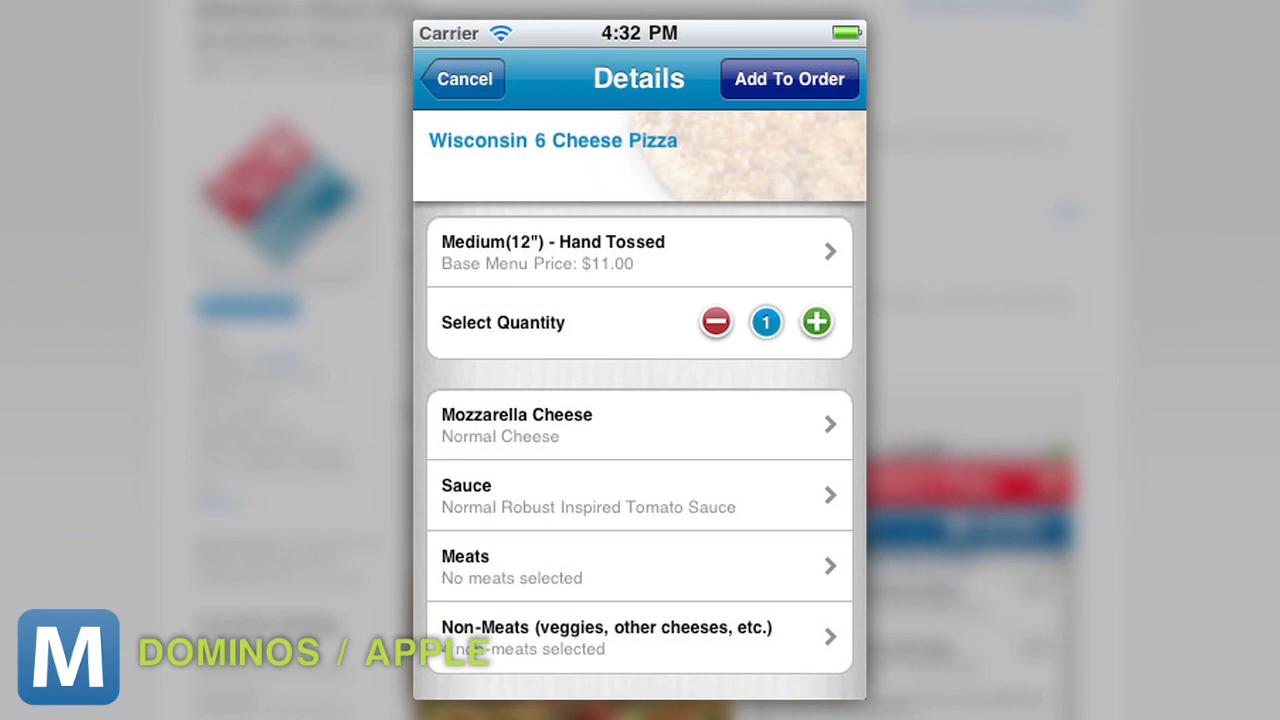 Carrier 4:32 PM
Cancel Details Add To Order
Wisconsin 6 Cheese Pizza
Medium(12") - Hand Tossed
Base Menu Price: $11.00
Select Quantity 1
Mozzarella Cheese
Normal Cheese
Sauce
Normal Robust Inspired Tomato Sauce
Meats
No meats selected
Non-Meats (veggies, other cheeses, etc.)
non-meats selected
M DOMINOS / APPLE